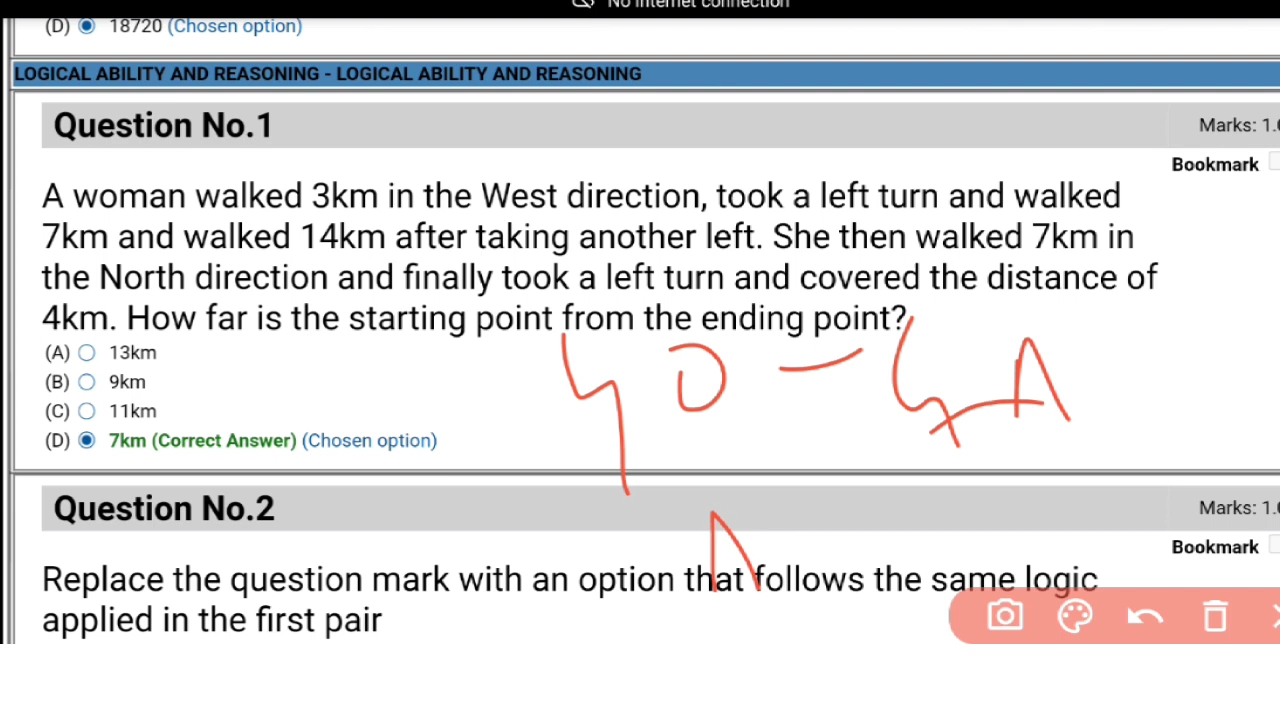 No internet connection
(D) 18720 (Chosen option)
LOGICAL ABILITY AND REASONING - LOGICAL ABILITY AND REASONING
Question No.1
Marks: 1.
Bookmark
A woman walked 3km in the West direction, took a left turn and walked
7km and walked 14km after taking another left. She then walked 7km in
the North direction and finally took a left turn and covered the distance of
4km. How far is the starting point from the ending point?
(A) 13km
(B) 9km
(C) 11km
(D) 7km (Correct Answer) (Chosen option)
Question No.2
Marks: 1.
Bookmark
Replace the question mark with an option that follows the same logic
applied in the first pair